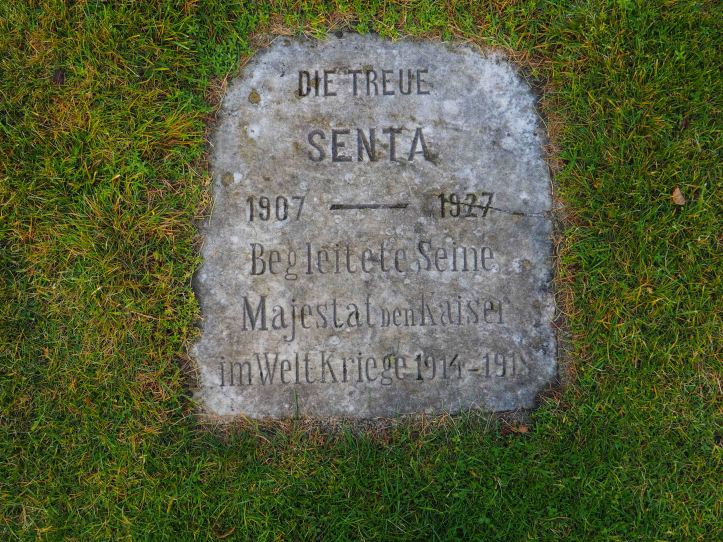 DIE TREUE
SENTA
1907 — 1927
Begleitete Seine
Majestat den Kaiser
im Welt Kriege 1914-1918